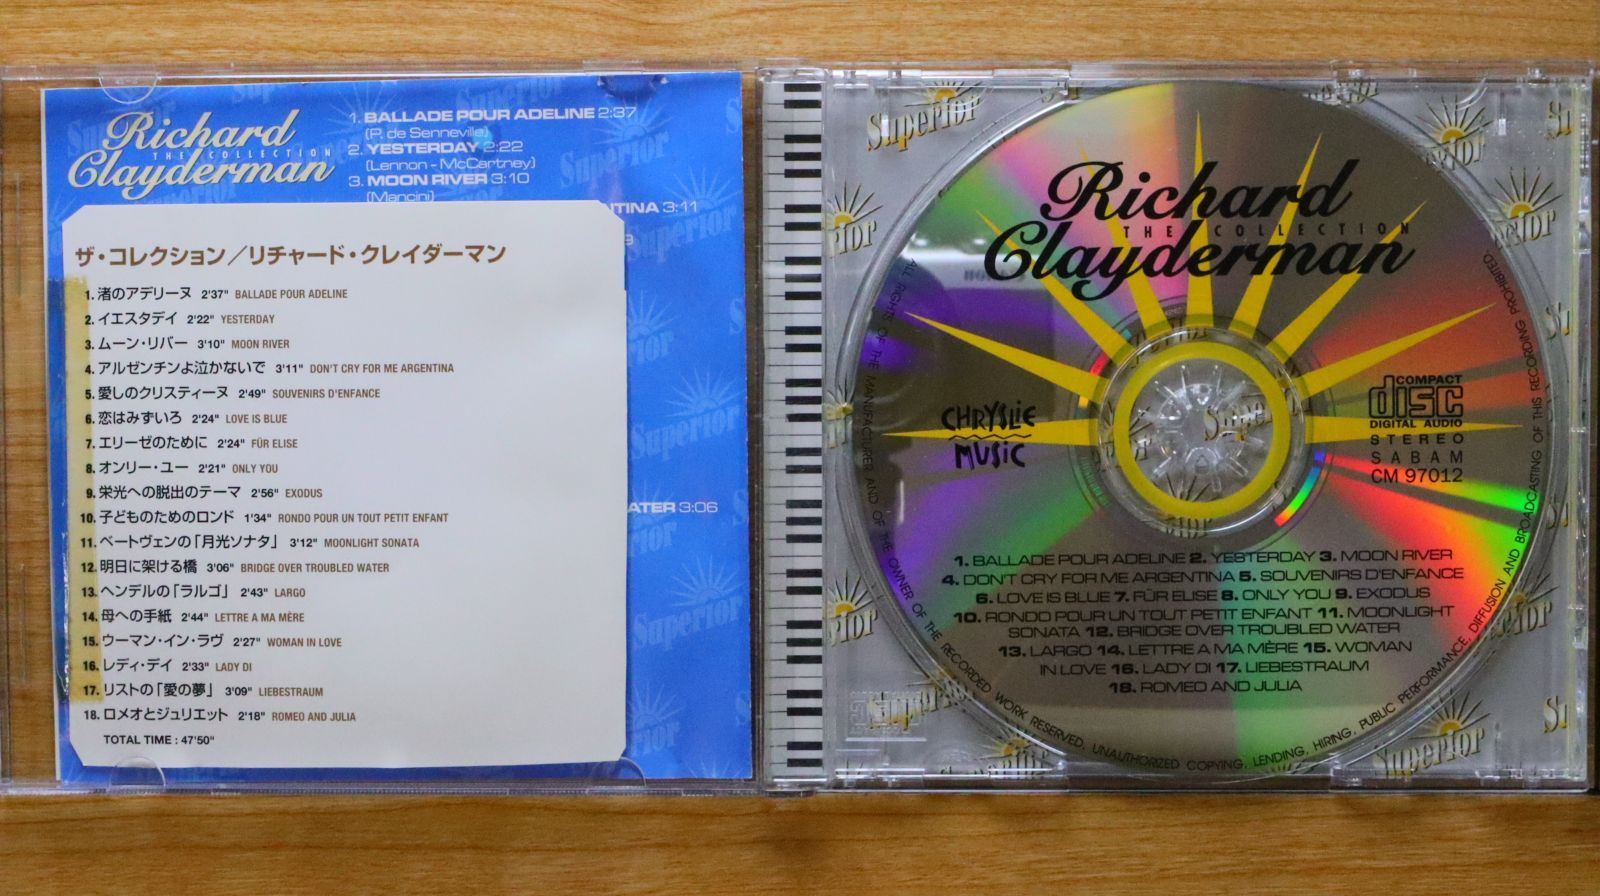 Richard
THE COLLECTION
Clayderman
1. BALLADE POUR ADELINE 2:37
(P. de Senneville)
2. YESTERDAY 2:22
(Lennon - McCartney)
3. MOON RIVER 3:10
(Mancini)
NTINA 3:11
9
ATER 3:06
ザ・コレクション／リチャード・クレイダーマン
1. 渚のアデリーヌ 2'37" BALLADE POUR ADELINE
2. イエスタデイ 2'22" YESTERDAY
3. ムーン・リバー 3'10" MOON RIVER
4. アルゼンチンよ泣かないで 3'11" DON'T CRY FOR ME ARGENTINA
5. 愛しのクリスティーヌ 2'49" SOUVENIRS D'ENFANCE
6. 恋はみずいろ 2'24" LOVE IS BLUE
7. エリーゼのために 2'24" FÜR ELISE
8. オンリー・ユー 2'21" ONLY YOU
9. 栄光への脱出のテーマ 2'56" EXODUS
10. 子どものためのロンド 1'34" RONDO POUR UN TOUT PETIT ENFANT
11. ベートヴェンの「月光ソナタ」 3'12" MOONLIGHT SONATA
12. 明日に架ける橋 3'06" BRIDGE OVER TROUBLED WATER
13. ヘンデルの「ラルゴ」 2'43" LARGO
14. 母への手紙 2'44" LETTRE A MA MÈRE
15. ウーマン・イン・ラヴ 2'27" WOMAN IN LOVE
16. レディ・デイ 2'33" LADY DI
17. リストの「愛の夢」 3'09" LIEBESTRAUM
18. ロメオとジュリエット 2'18" ROMEO AND JULIA
TOTAL TIME : 47'50"
Superior
Richard
THE COLLECTION
Clayderman
CHRYSLIE
MUSIC
COMPACT
disc
DIGITAL AUDIO
STEREO
SABAM
CM 97012
1. BALLADE POUR ADELINE 2. YESTERDAY 3. MOON RIVER
4. DON'T CRY FOR ME ARGENTINA 5. SOUVENIRS D'ENFANCE
6. LOVE IS BLUE 7. FÜR ELISE 8. ONLY YOU 9. EXODUS
10. RONDO POUR UN TOUT PETIT ENFANT 11. MOONLIGHT
SONATA 12. BRIDGE OVER TROUBLED WATER
13. LARGO 14. LETTRE A MA MÈRE 15. WOMAN
IN LOVE 16. LADY DI 17. LIEBESTRAUM
18. ROMEO AND JULIA
ALL RIGHTS OF THE MANUFACTURER AND OF THE OWNER OF THE RECORDED WORK RESERVED, UNAUTHORIZED COPYING, LENDING, HIRING, PUBLIC PERFORMANCE, DIFFUSION AND BROADCASTING OF THIS RECORDING PROHIBITED